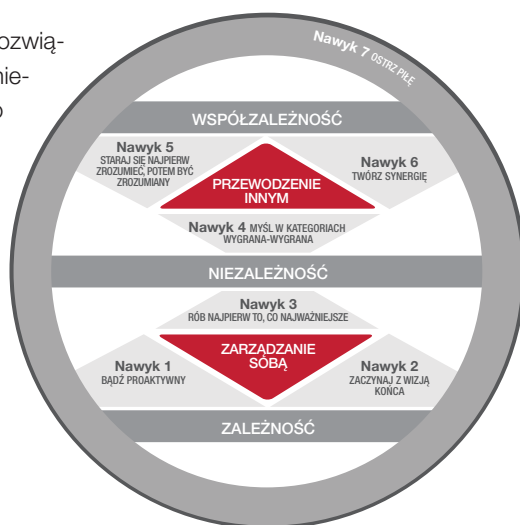 ozwią-
nie-
Nawyk 7 OSTRZ PIŁĘ
WSPÓŁZALEŻNOŚĆ
Nawyk 5
STARAJ SIĘ NAJPIERW
ZROZUMIEĆ, POTEM BYĆ
ZROZUMIANY
Nawyk 6
TWÓRZ SYNERGIĘ
PRZEWODZENIE
INNYM
Nawyk 4 MYŚL W KATEGORIACH
WYGRANA-WYGRANA
NIEZALEŻNOŚĆ
Nawyk 3
RÓB NAJPIERW TO, CO NAJWAŻNIEJSZE
ZARZĄDZANIE
SÓBĄ
Nawyk 1
BĄDŹ PROAKTYWNY
Nawyk 2
ZACZYNAJ Z WIZJĄ
KOŃCA
ZALEŻNOŚĆ